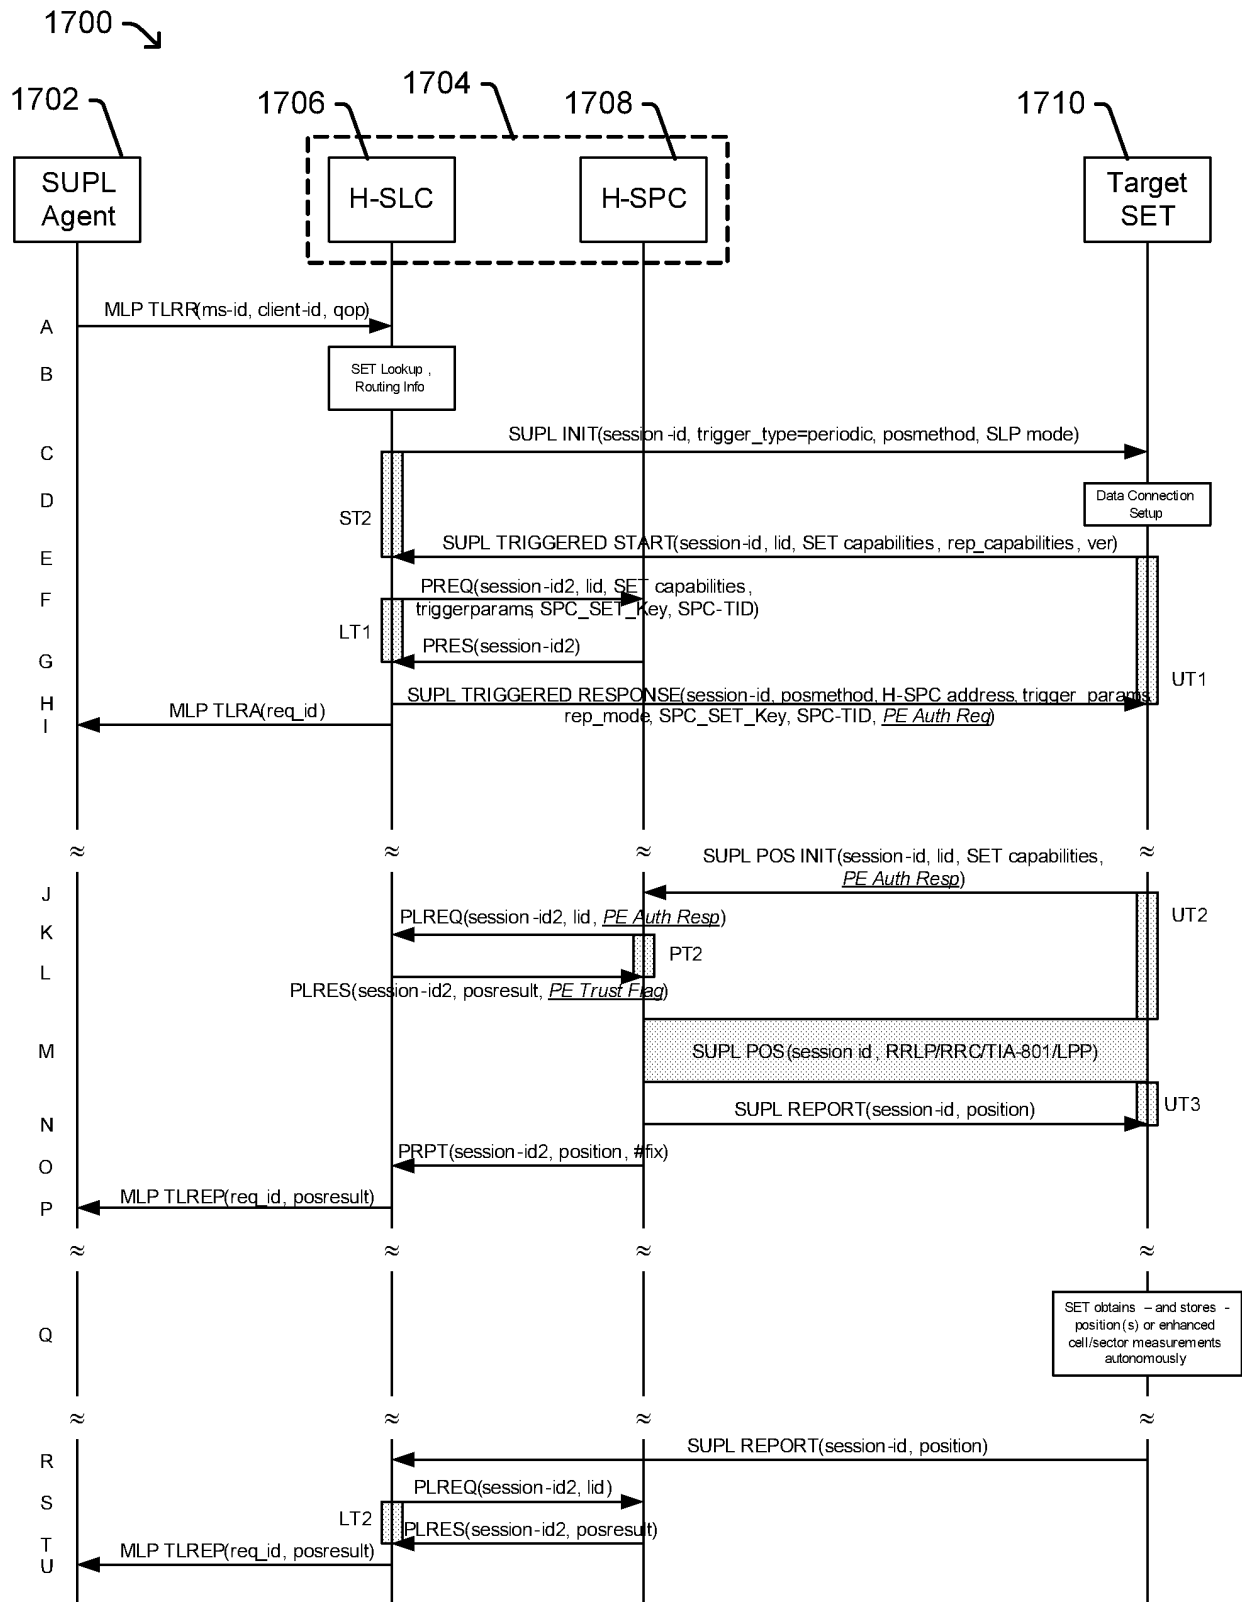 1700
1702
1706
1704
1708
1710
SUPL
Agent
H-SLC
H-SPC
Target
SET
A
MLP TLRR(ms-id, client-id, qop)
B
SET Lookup ,
Routing Info
C
SUPL INIT(session-id, trigger_type=periodic, posmethod, SLP mode)
D
Data Connection
Setup
ST2
E
SUPL TRIGGERED START(session-id, lid, SET capabilities , rep_capabilities, ver)
F
PREQ(session-id2, lid, SET capabilities ,
triggerparams, SPC_SET_Key, SPC-TID)
LT1
G
PRES(session-id2)
UT1
H
SUPL TRIGGERED RESPONSE(session-id, posmethod, H-SPC address, trigger_params,
rep_mode, SPC_SET_Key, SPC-TID, PE Auth Req)
I
MLP TLRA(req_id)
≈ ≈ ≈ ≈
SUPL POS INIT(session-id, lid, SET capabilities,
PE Auth Resp)
J
UT2
K
PLREQ(session-id2, lid, PE Auth Resp)
PT2
L
PLRES(session-id2, posresult, PE Trust Flag)
M
SUPL POS(session id , RRLP/RRC/TIA-801/LPP)
UT3
N
SUPL REPORT(session-id, position)
O
PRPT(session-id2, position , #fix)
P
MLP TLREP(req_id, posresult)
≈ ≈ ≈ ≈
Q
SET obtains – and stores -
position(s) or enhanced
cell/sector measurements
autonomously
≈ ≈ ≈ ≈
R
SUPL REPORT(session-id, position)
S
PLREQ(session-id2, lid)
LT2
T
PLRES(session-id2, posresult)
U
MLP TLREP(req_id, posresult)